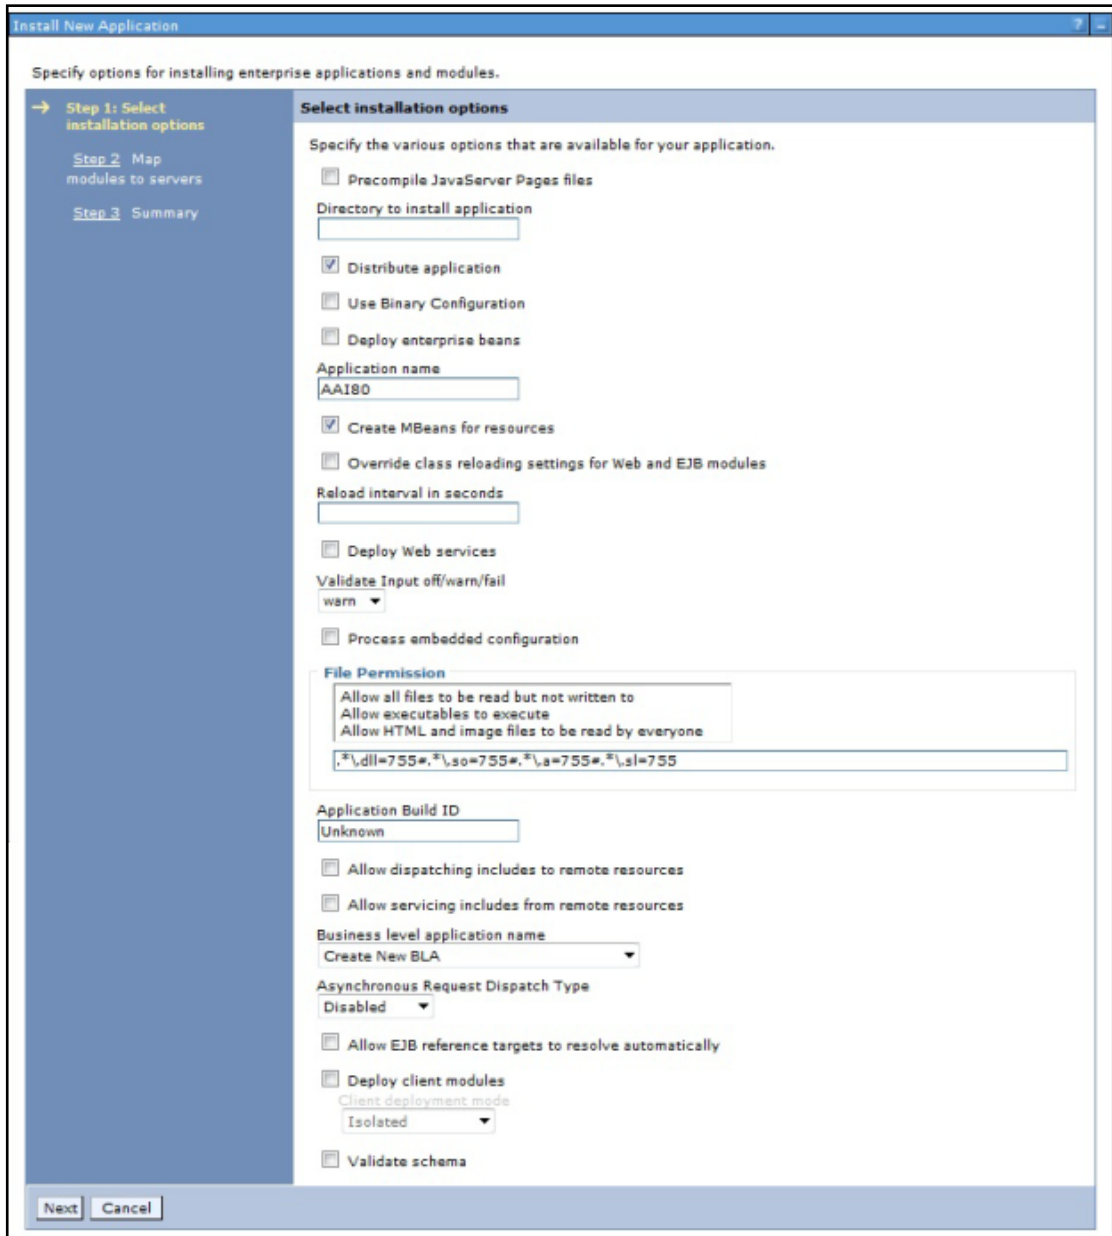 Install New Application
? –
Specify options for installing enterprise applications and modules.
Step 1: Select
installation options
Step 2 Map
modules to servers
Step 3 Summary
Select installation options
Specify the various options that are available for your application.
Precompile JavaServer Pages files
Directory to install application
Distribute application
Use Binary Configuration
Deploy enterprise beans
Application name
AAI80
Create MBeans for resources
Override class reloading settings for Web and EJB modules
Reload interval in seconds
Deploy Web services
Validate Input off/warn/fail
warn
Process embedded configuration
File Permission
Allow all files to be read but not written to
Allow executables to execute
Allow HTML and image files to be read by everyone
.*\.dll=755#.*\.so=755#.*\.a=755#.*\.sl=755
Application Build ID
Unknown
Allow dispatching includes to remote resources
Allow servicing includes from remote resources
Business level application name
Create New BLA
Asynchronous Request Dispatch Type
Disabled
Allow EJB reference targets to resolve automatically
Deploy client modules
Client deployment mode
Isolated
Validate schema
Next Cancel